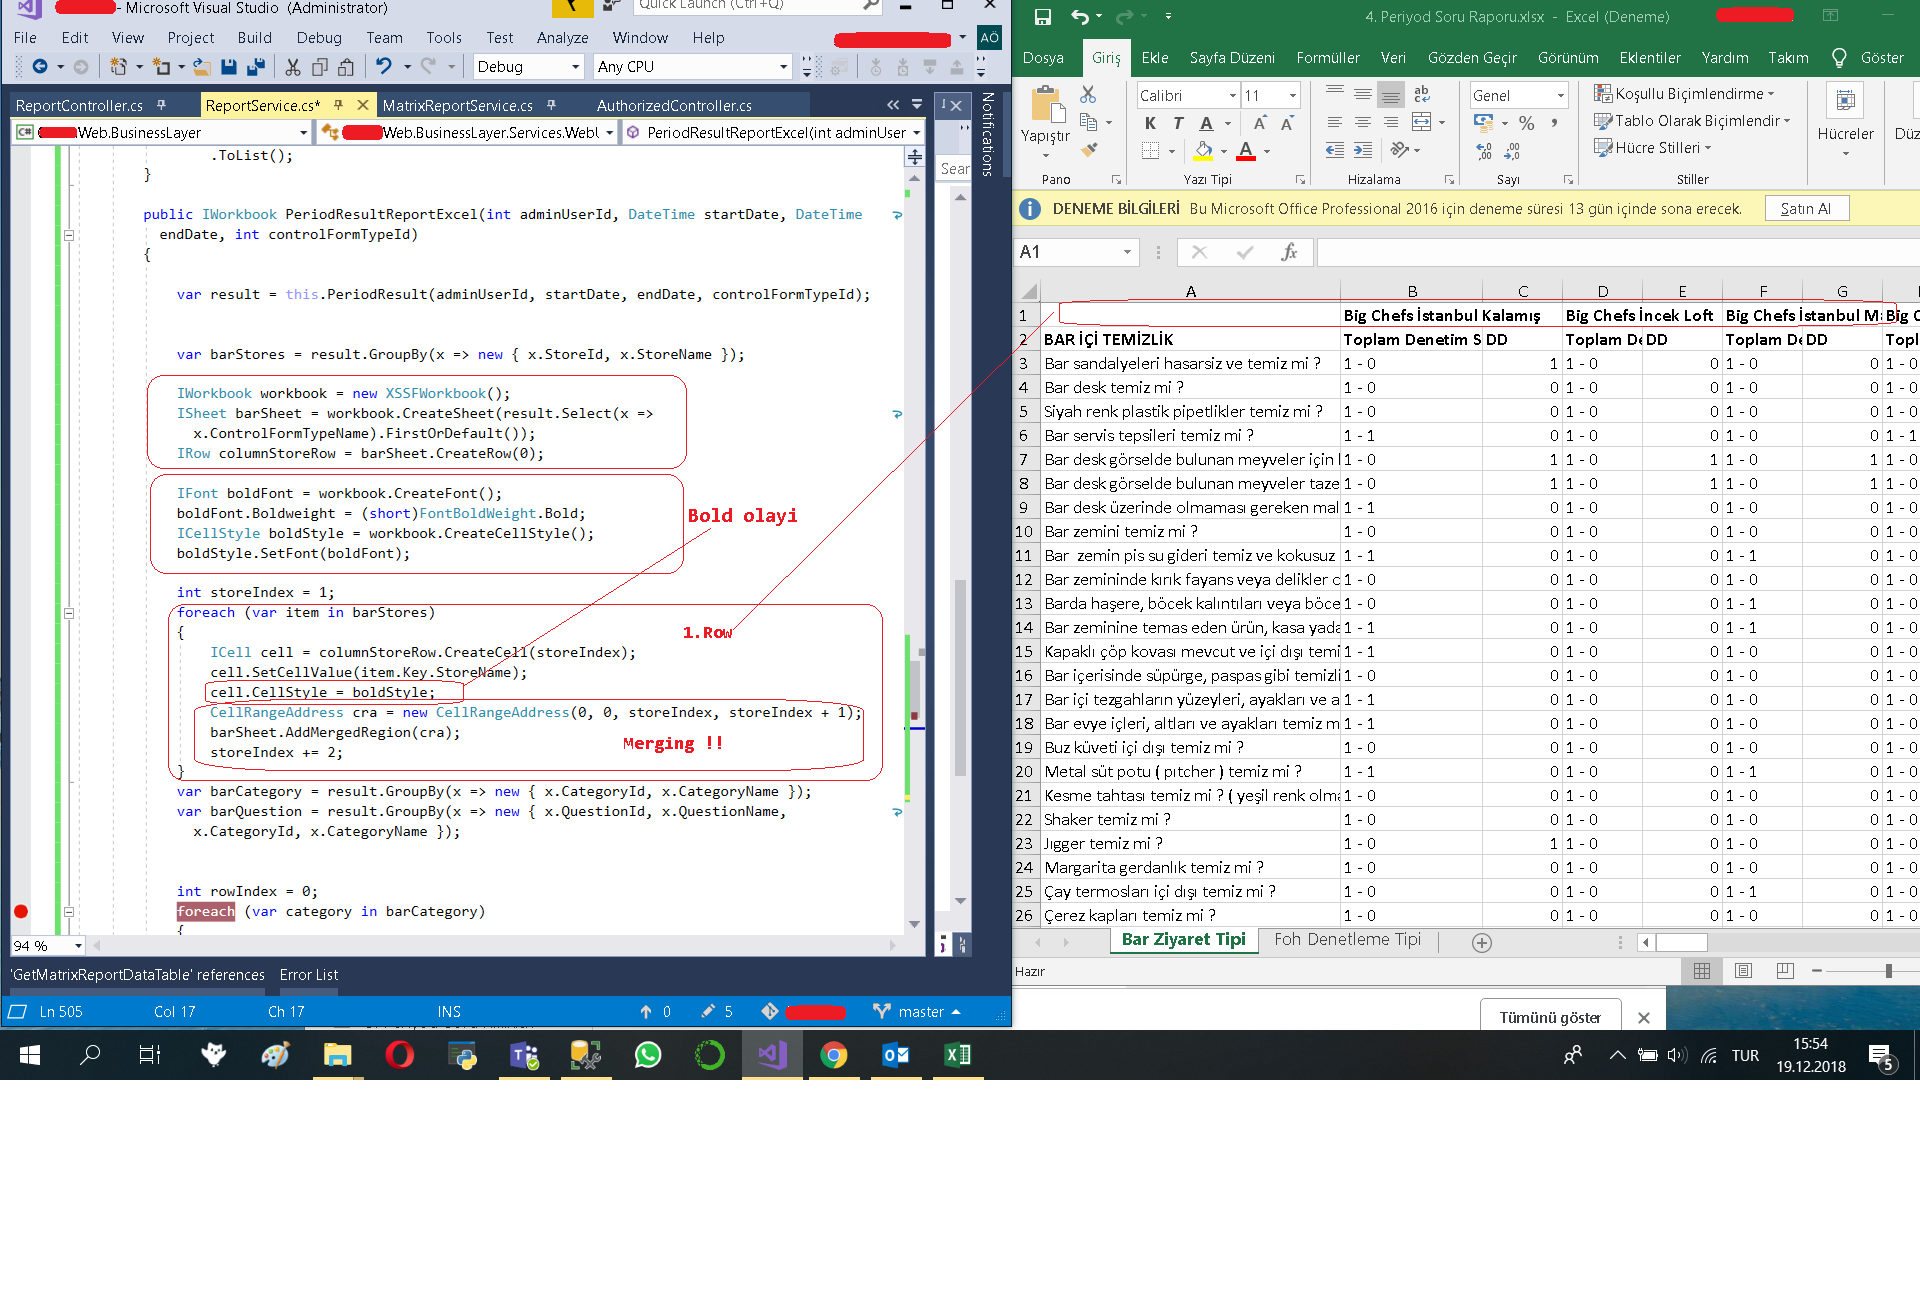 - Microsoft Visual Studio (Administrator)
Quick Launch (Ctrl+Q)
File Edit View Project Build Debug Team Tools Test Analyze Window Help
AÖ
Debug Any CPU
ReportController.cs ReportService.cs* MatrixReportService.cs AuthorizedController.cs
Web.BusinessLayer Web.BusinessLayer.Services.WebU PeriodResultReportExcel(int adminUser
Notifications
Sear
.ToList();
}
public IWorkbook PeriodResultReportExcel(int adminUserId, DateTime startDate, DateTime
endDate, int controlFormTypeId)
{
var result = this.PeriodResult(adminUserId, startDate, endDate, controlFormTypeId);
var barStores = result.GroupBy(x => new { x.StoreId, x.StoreName });
IWorkbook workbook = new XSSFWorkbook();
ISheet barSheet = workbook.CreateSheet(result.Select(x =>
x.ControlFormTypeName).FirstOrDefault());
IRow columnStoreRow = barSheet.CreateRow(0);
IFont boldFont = workbook.CreateFont();
boldFont.Boldweight = (short)FontBoldWeight.Bold;
ICellStyle boldStyle = workbook.CreateCellStyle();
boldStyle.SetFont(boldFont);
Bold olayi
int storeIndex = 1;
foreach (var item in barStores)
{
1.Row
ICell cell = columnStoreRow.CreateCell(storeIndex);
cell.SetCellValue(item.Key.StoreName);
cell.CellStyle = boldStyle;
CellRangeAddress cra = new CellRangeAddress(0, 0, storeIndex, storeIndex + 1);
barSheet.AddMergedRegion(cra);
Merging !!
storeIndex += 2;
}
var barCategory = result.GroupBy(x => new { x.CategoryId, x.CategoryName });
var barQuestion = result.GroupBy(x => new { x.QuestionId, x.QuestionName,
x.CategoryId, x.CategoryName });
int rowIndex = 0;
foreach (var category in barCategory)
{
94 %
'GetMatrixReportDataTable' references Error List
Ln 505 Col 17 Ch 17 INS 0 5 master
4. Periyod Soru Raporu.xlsx - Excel (Deneme)
Dosya Giriş Ekle Sayfa Düzeni Formüller Veri Gözden Geçir Görünüm Eklentiler Yardım Takım Göster
Yapıştır
Calibri 11
K T A
Genel
Koşullu Biçimlendirme
Tablo Olarak Biçimlendir
Hücre Stilleri
Hücreler
Düz
Pano Yazı Tipi Hizalama Sayı Stiller
DENEME BİLGİLERİ Bu Microsoft Office Professional 2016 için deneme süresi 13 gün içinde sona erecek. Satın Al
A1 fx
A B C D E F G
1 Big Chefs İstanbul Kalamış Big Chefs İncek Loft Big Chefs İstanbul M Big C
2 BAR İÇİ TEMİZLİK Toplam Denetim S DD Toplam De DD Toplam De DD Topl
3 Bar sandalyeleri hasarsiz ve temiz mi ? 1 - 0 1 1 - 0 0 1 - 0 0 1 - 0
4 Bar desk temiz mi ? 1 - 0 0 1 - 0 0 1 - 0 0 1 - 0
5 Siyah renk plastik pipetlikler temiz mi ? 1 - 0 0 1 - 0 0 1 - 0 0 1 - 0
6 Bar servis tepsileri temiz mi ? 1 - 1 0 1 - 0 0 1 - 0 0 1 - 1
7 Bar desk görselde bulunan meyveler için 1 - 0 1 1 - 0 1 1 - 0 1 1 - 0
8 Bar desk görselde bulunan meyveler taze 1 - 0 1 1 - 0 1 1 - 0 1 1 - 0
9 Bar desk üzerinde olmaması gereken mal 1 - 1 0 1 - 0 0 1 - 0 0 1 - 0
10 Bar zemini temiz mi ? 1 - 0 0 1 - 0 0 1 - 0 0 1 - 0
11 Bar zemin pis su gideri temiz ve kokusuz 1 - 1 0 1 - 0 0 1 - 1 0 1 - 0
12 Bar zemininde kırık fayans veya delikler 1 - 0 0 1 - 0 0 1 - 0 0 1 - 0
13 Barda haşere, böcek kalıntıları veya böce 1 - 0 0 1 - 0 0 1 - 1 0 1 - 0
14 Bar zeminine temas eden ürün, kasa yada 1 - 1 0 1 - 0 0 1 - 1 0 1 - 0
15 Kapaklı çöp kovası mevcut ve içi dışı temi 1 - 1 0 1 - 0 0 1 - 0 0 1 - 0
16 Bar içerisinde süpürge, paspas gibi temizli 1 - 0 0 1 - 0 0 1 - 0 0 1 - 0
17 Bar içi tezgahların yüzeyleri, ayakları ve a 1 - 1 0 1 - 0 0 1 - 0 0 1 - 0
18 Bar evye içleri, altları ve ayakları temiz m 1 - 1 0 1 - 0 0 1 - 0 0 1 - 0
19 Buz küveti içi dışı temiz mi ? 1 - 0 0 1 - 0 0 1 - 0 0 1 - 0
20 Metal süt potu ( pıtcher ) temiz mi ? 1 - 1 0 1 - 0 0 1 - 1 0 1 - 0
21 Kesme tahtası temiz mi ? ( yeşil renk olma 1 - 0 0 1 - 0 0 1 - 0 0 1 - 0
22 Shaker temiz mi ? 1 - 0 0 1 - 0 0 1 - 0 0 1 - 0
23 Jıgger temiz mi ? 1 - 0 1 1 - 0 0 1 - 0 0 1 - 0
24 Margarita gerdanlık temiz mi ? 1 - 0 0 1 - 0 0 1 - 0 0 1 - 0
25 Çay termosları içi dışı temiz mi ? 1 - 0 0 1 - 0 0 1 - 1 0 1 - 0
26 Çerez kapları temiz mi ? 1 - 0 0 1 - 0 0 1 - 0 0 1 - 0
Bar Ziyaret Tipi Foh Denetleme Tipi
Hazır
Tümünü göster
TUR
15:54
19.12.2018
5